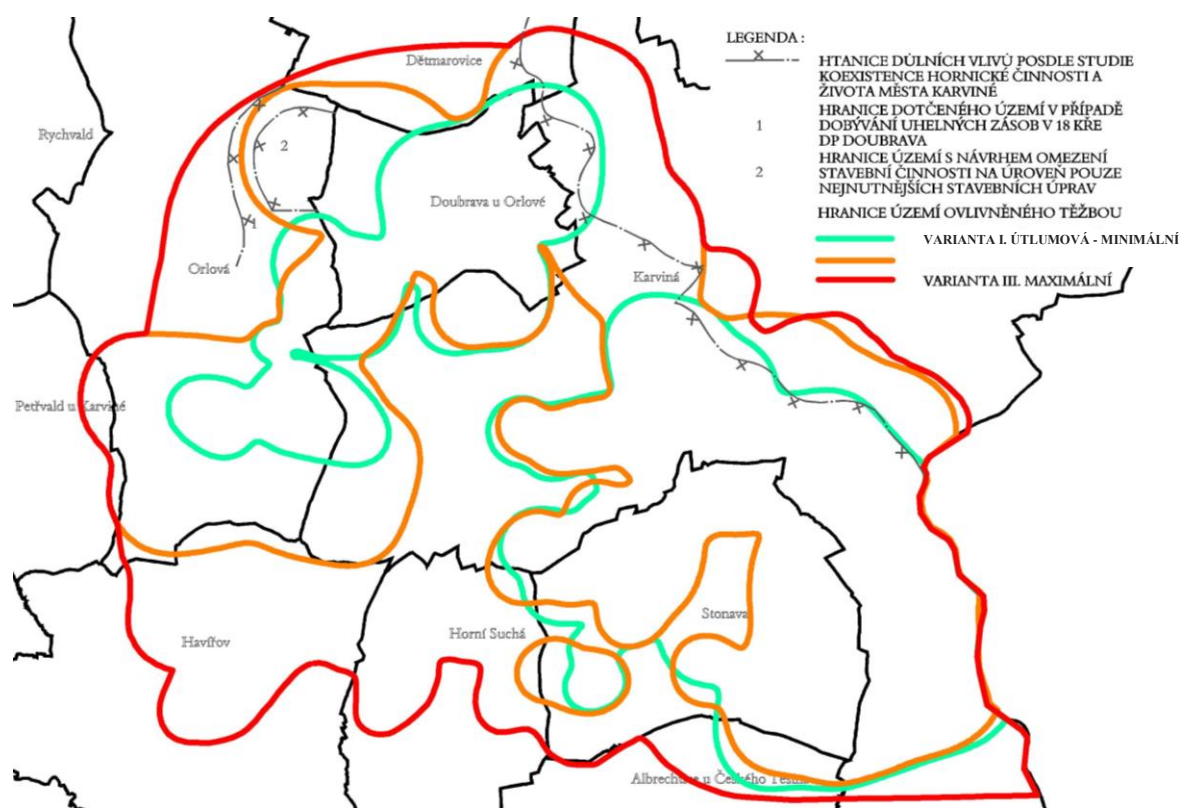 Dětmarovice
Rychvald
2
Doubrava u Orlové
1
Orlová
Karviná
Petřvald u Karviné
Stonava
Horní Suchá
Havířov
Albrechtice u Českého Těšína
LEGENDA :
HTANICE DŮLNÍCH VLIVŮ POSDLE STUDIE
KOEXISTENCE HORNICKÉ ČINNOSTI A
ŽIVOTA MĚSTA KARVINÉ
1
HRANICE DOTČENÉHO ÚZEMÍ V PŘÍPADĚ
DOBÝVÁNÍ UHELNÝCH ZÁSOB V 18 KŘE
DP DOUBRAVA
2
HRANICE ÚZEMÍ S NÁVRHEM OMEZENÍ
STAVEBNÍ ČINNOSTI NA ÚROVEŇ POUZE
NEJNUTNĚJŠÍCH STAVEBNÍCH ÚPRAV
HRANICE ÚZEMÍ OVLIVNĚNÉHO TĚŽBOU
VARIANTA I. ÚTLUMOVÁ - MINIMÁLNÍ
VARIANTA III. MAXIMÁLNÍ